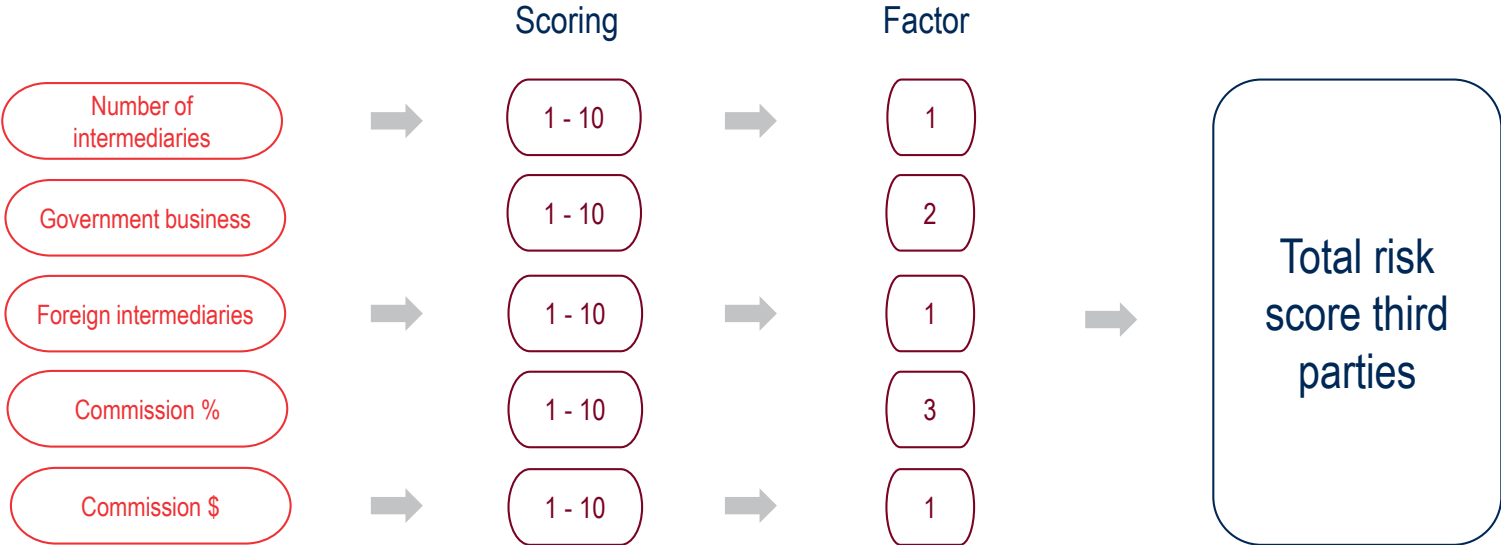 Scoring
Factor
Number of
intermediaries
1 - 10
1
Government business
1 - 10
2
Foreign intermediaries
1 - 10
1
Commission %
1 - 10
3
Commission $
1 - 10
1
Total risk
score third
parties